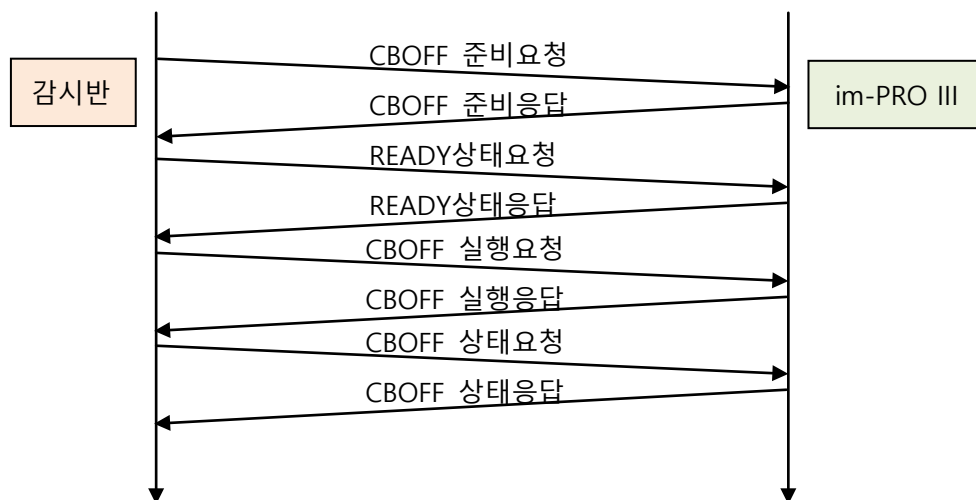 CBOFF 준비요청
감시반
im-PRO III
CBOFF 준비응답
READY상태요청
READY상태응답
CBOFF 실행요청
CBOFF 실행응답
CBOFF 상태요청
CBOFF 상태응답